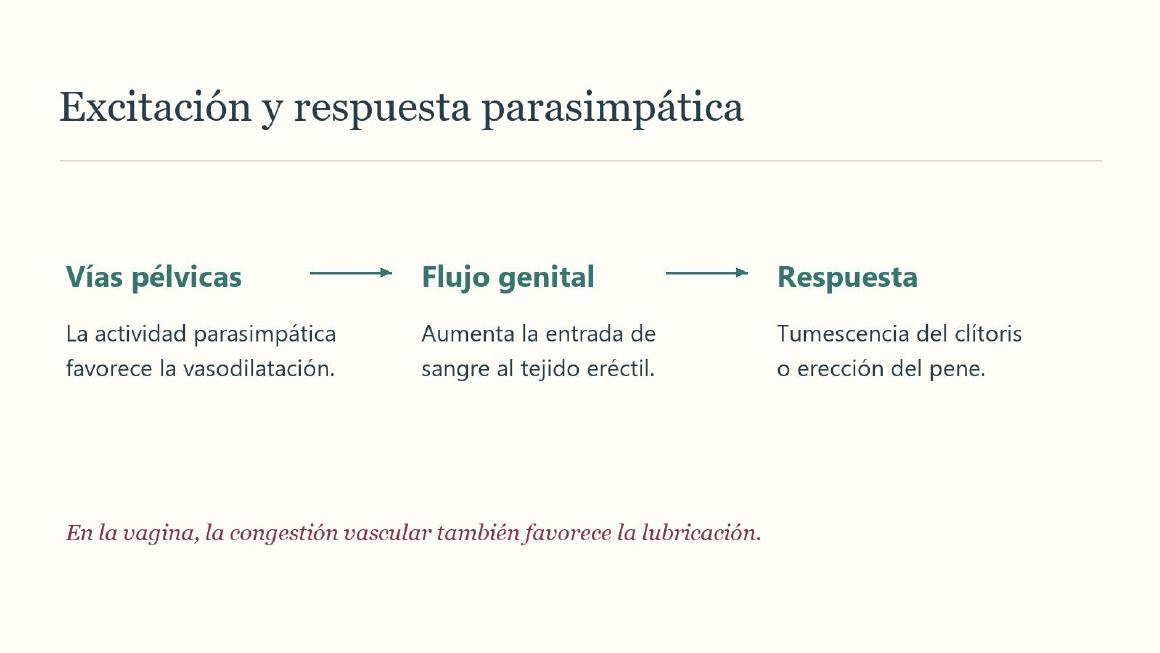 Excitación y respuesta parasimpática
Vías pélvicas
La actividad parasimpática
favorece la vasodilatación.
Flujo genital
Aumenta la entrada de
sangre al tejido eréctil.
Respuesta
Tumescencia del clítoris
o erección del pene.
En la vagina, la congestión vascular también favorece la lubricación.